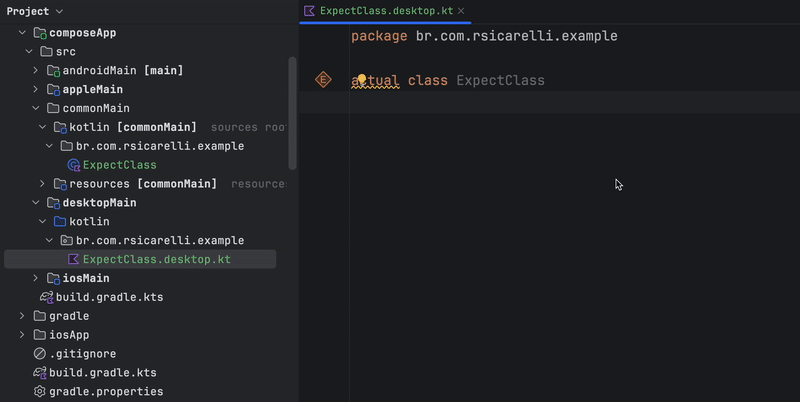 Project
composeApp
src
androidMain [main]
appleMain
commonMain
kotlin [commonMain] sources root
br.com.rsicarelli.example
ExpectClass
resources [commonMain] resource
desktopMain
kotlin
br.com.rsicarelli.example
ExpectClass.desktop.kt
iosMain
build.gradle.kts
gradle
iosApp
.gitignore
build.gradle.kts
gradle.properties
ExpectClass.desktop.kt
package br.com.rsicarelli.example
E
actual class ExpectClass